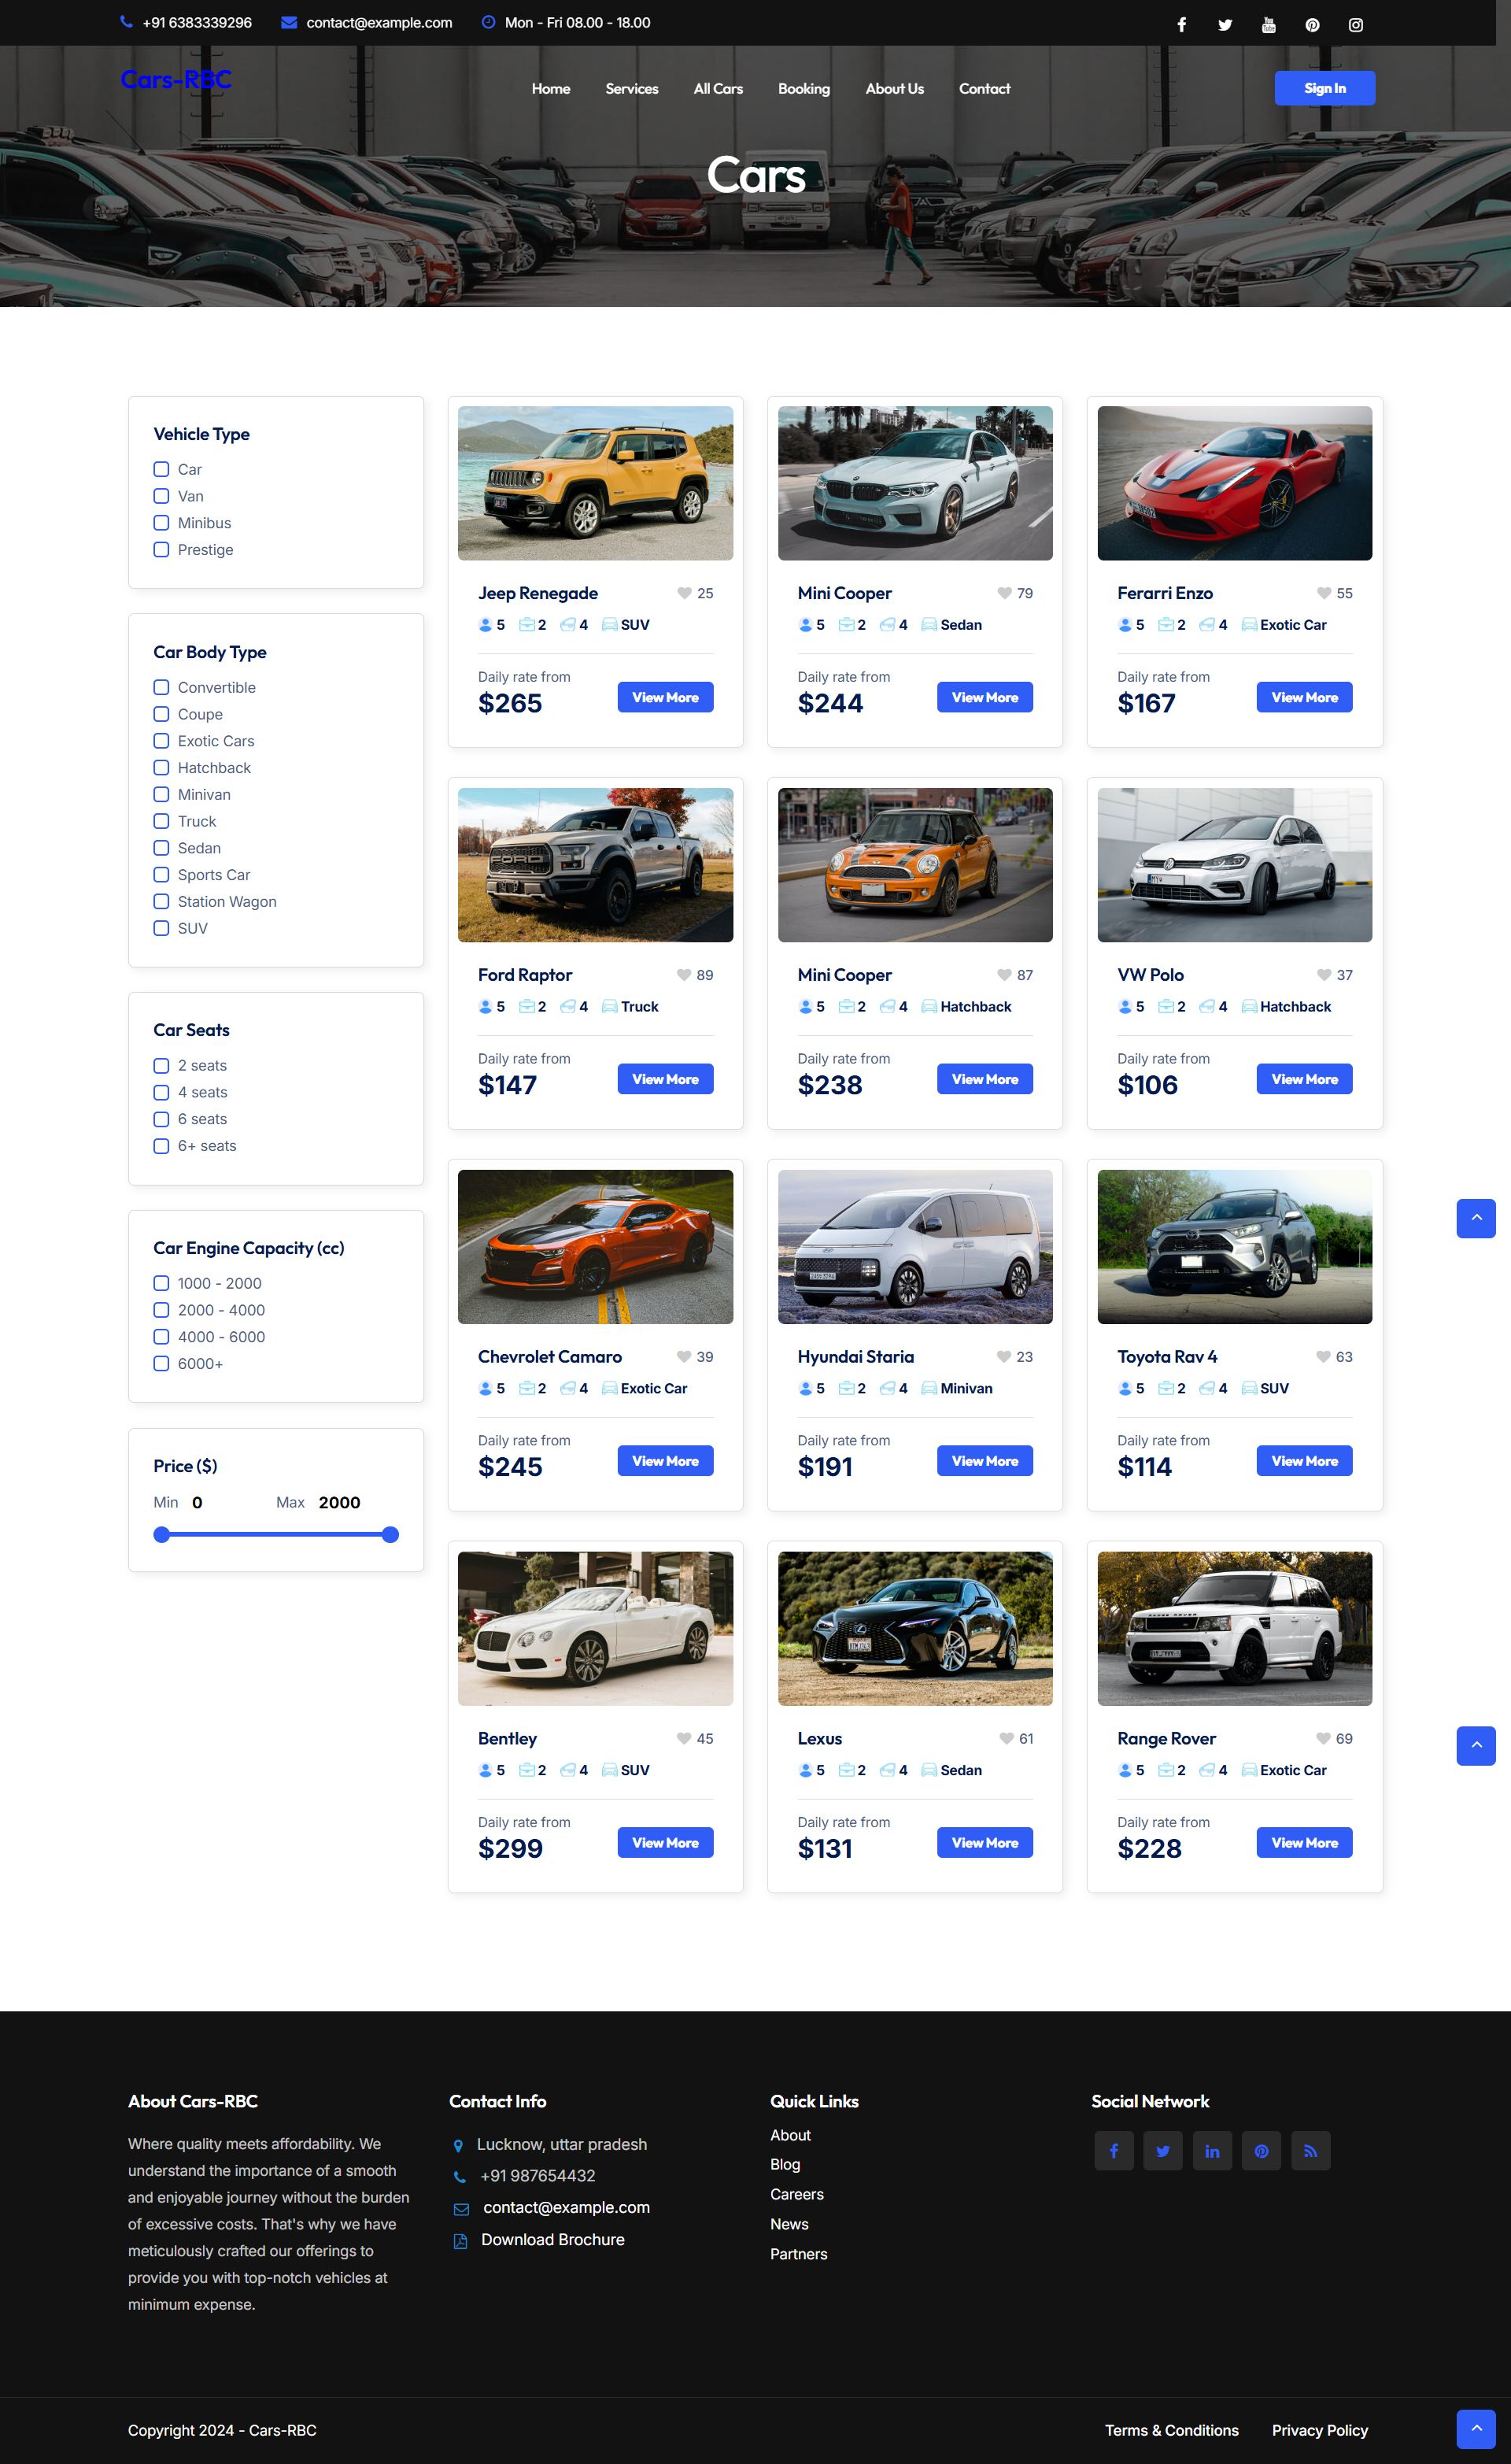 +91 6383339296
contact@example.com
Mon - Fri 08.00 - 18.00
Cars-RBC
Home
Services
All Cars
Booking
About Us
Contact
Sign In
Cars
Vehicle Type
Car
Van
Minibus
Prestige
Car Body Type
Convertible
Coupe
Exotic Cars
Hatchback
Minivan
Truck
Sedan
Sports Car
Station Wagon
SUV
Car Seats
2 seats
4 seats
6 seats
6+ seats
Car Engine Capacity (cc)
1000 - 2000
2000 - 4000
4000 - 6000
6000+
Price ($)
Min 0 Max 2000
Jeep Renegade 25
5 2 4 SUV
Daily rate from
$265 View More
Mini Cooper 79
5 2 4 Sedan
Daily rate from
$244 View More
Ferarri Enzo 55
5 2 4 Exotic Car
Daily rate from
$167 View More
FORD
Ford Raptor 89
5 2 4 Truck
Daily rate from
$147 View More
Mini Cooper 87
5 2 4 Hatchback
Daily rate from
$238 View More
VW Polo 37
5 2 4 Hatchback
Daily rate from
$106 View More
Chevrolet Camaro 39
5 2 4 Exotic Car
Daily rate from
$245 View More
Hyundai Staria 23
5 2 4 Minivan
Daily rate from
$191 View More
Toyota Rav 4 63
5 2 4 SUV
Daily rate from
$114 View More
Bentley 45
5 2 4 SUV
Daily rate from
$299 View More
Lexus 61
5 2 4 Sedan
Daily rate from
$131 View More
RANGE ROVER
Range Rover 69
5 2 4 Exotic Car
Daily rate from
$228 View More
About Cars-RBC
Where quality meets affordability. We
understand the importance of a smooth
and enjoyable journey without the burden
of excessive costs. That's why we have
meticulously crafted our offerings to
provide you with top-notch vehicles at
minimum expense.
Contact Info
Lucknow, uttar pradesh
+91 987654432
contact@example.com
Download Brochure
Quick Links
About
Blog
Careers
News
Partners
Social Network
Copyright 2024 - Cars-RBC
Terms & Conditions
Privacy Policy